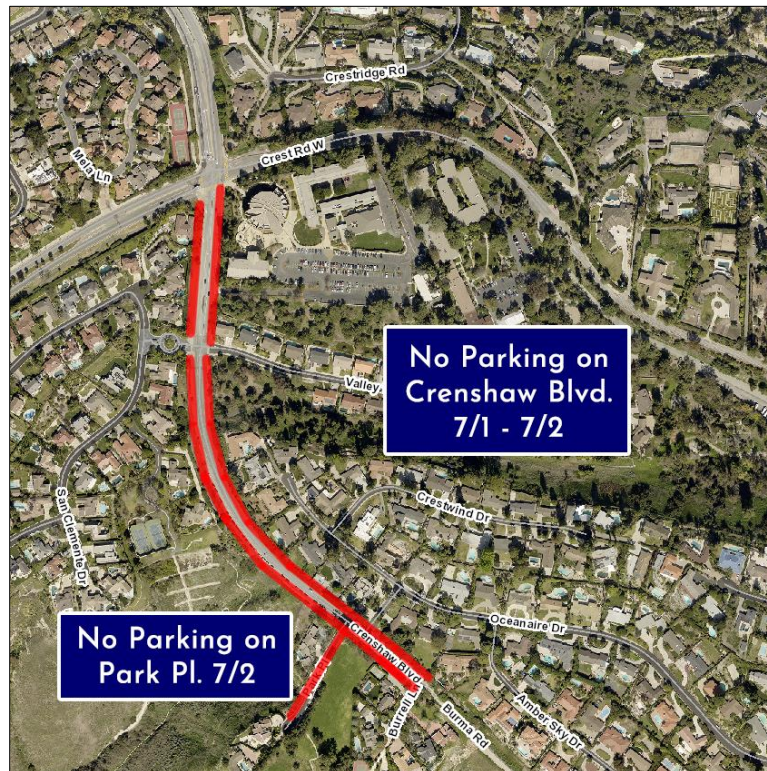 Crestridge Rd
Crest Rd W
Mela Ln
No Parking on
Crenshaw Blvd.
7/1 - 7/2
Valley
San Clemente Dr
Crestwind Dr
Oceanaire Dr
No Parking on
Park Pl. 7/2
Crenshaw Blvd
Park Pl
Burrell Ln
Burma Rd
Amber Sky Dr